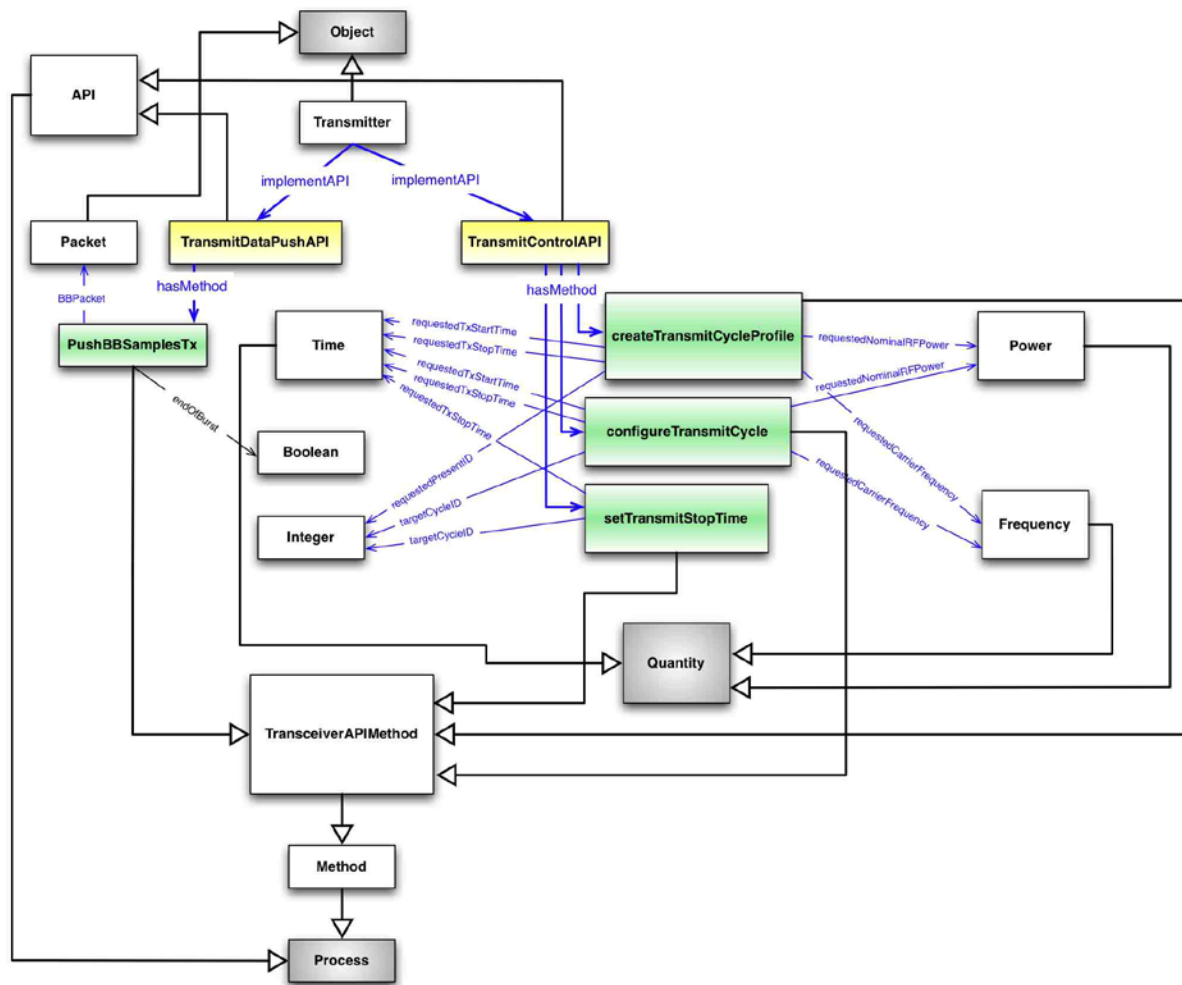 Object
API
Transmitter
implementAPI
implementAPI
Packet
TransmitDataPushAPI
TransmitControlAPI
BBPacket
hasMethod
hasMethod
PushBBSamplesTx
Time
requestedTxStartTime
requestedTxStopTime
requestedTxStartTime
requestedTxStopTime
requestedTxStopTime
createTransmitCycleProfile
requestedNominalRFPower
requestedNominalRFPower
Power
endOfBurst
Boolean
configureTransmitCycle
requestedCarrierFrequency
requestedCarrierFrequency
requestedPresentID
targetCycleID
targetCycleID
Integer
setTransmitStopTime
Frequency
Quantity
TransceiverAPIMethod
Method
Process